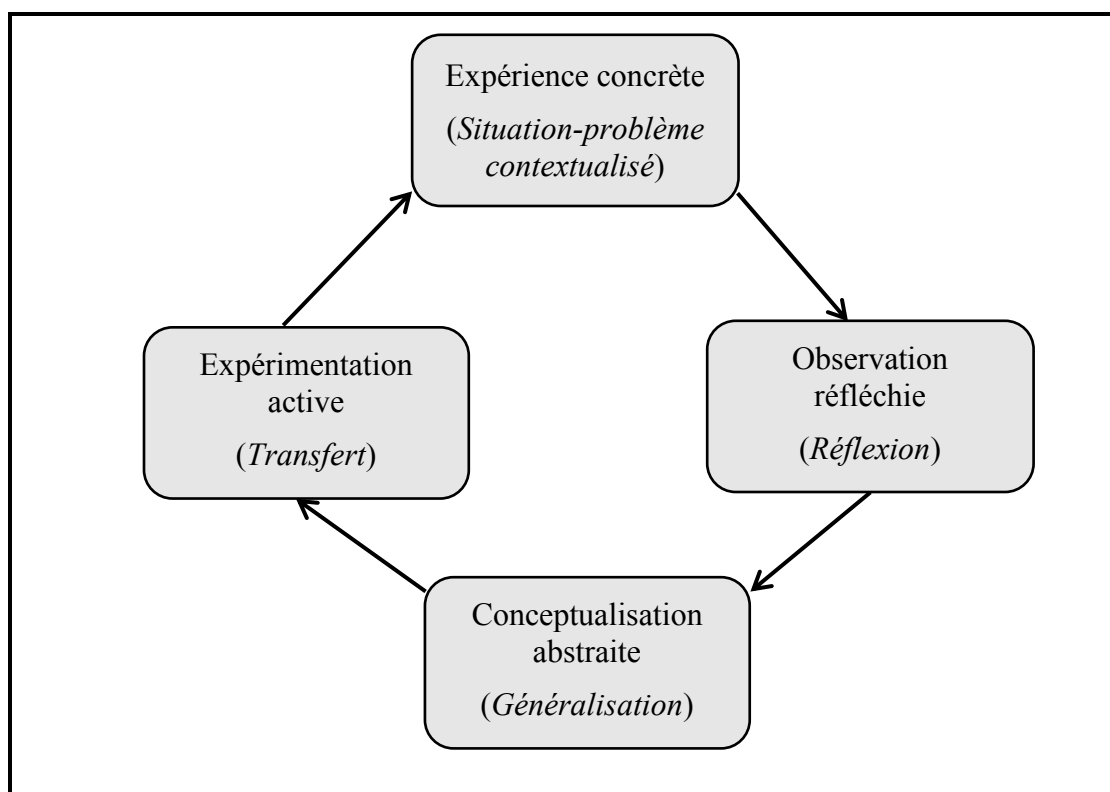 Expérience concrète
(Situation-problème
contextualisé)
Observation
réfléchie
(Réflexion)
Conceptualisation
abstraite
(Généralisation)
Expérimentation
active
(Transfert)